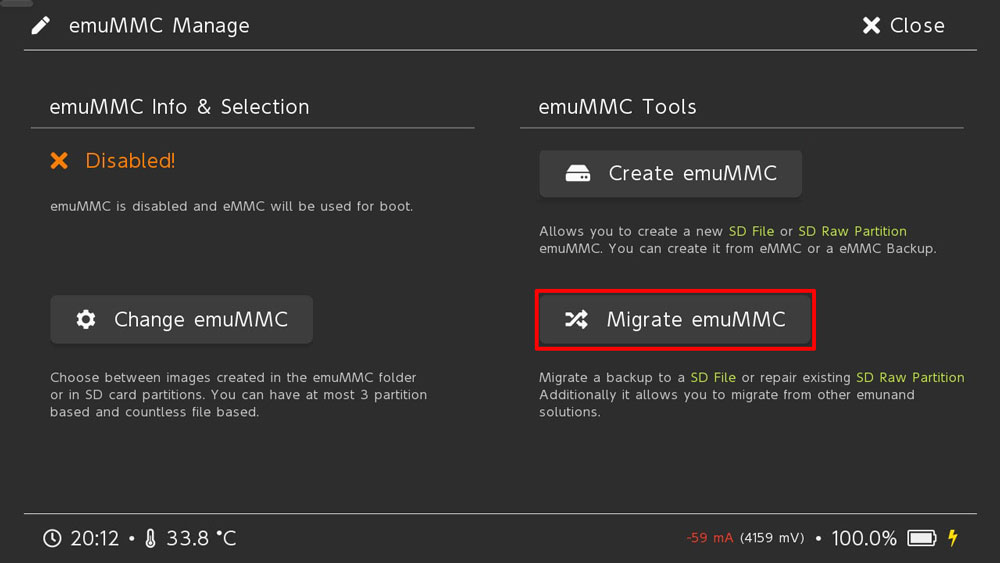 emuMMC Manage
Close
emuMMC Info & Selection
Disabled!
emuMMC is disabled and eMMC will be used for boot.
Change emuMMC
Choose between images created in the emuMMC folder
or in SD card partitions. You can have at most 3 partition
based and countless file based.
emuMMC Tools
Create emuMMC
Allows you to create a new SD File or SD Raw Partition
emuMMC. You can create it from eMMC or a eMMC Backup.
Migrate emuMMC
Migrate a backup to a SD File or repair existing SD Raw Partition
Additionally it allows you to migrate from other emunand
solutions.
20:12 • 33.8 °C
-59 mA (4159 mV) • 100.0%